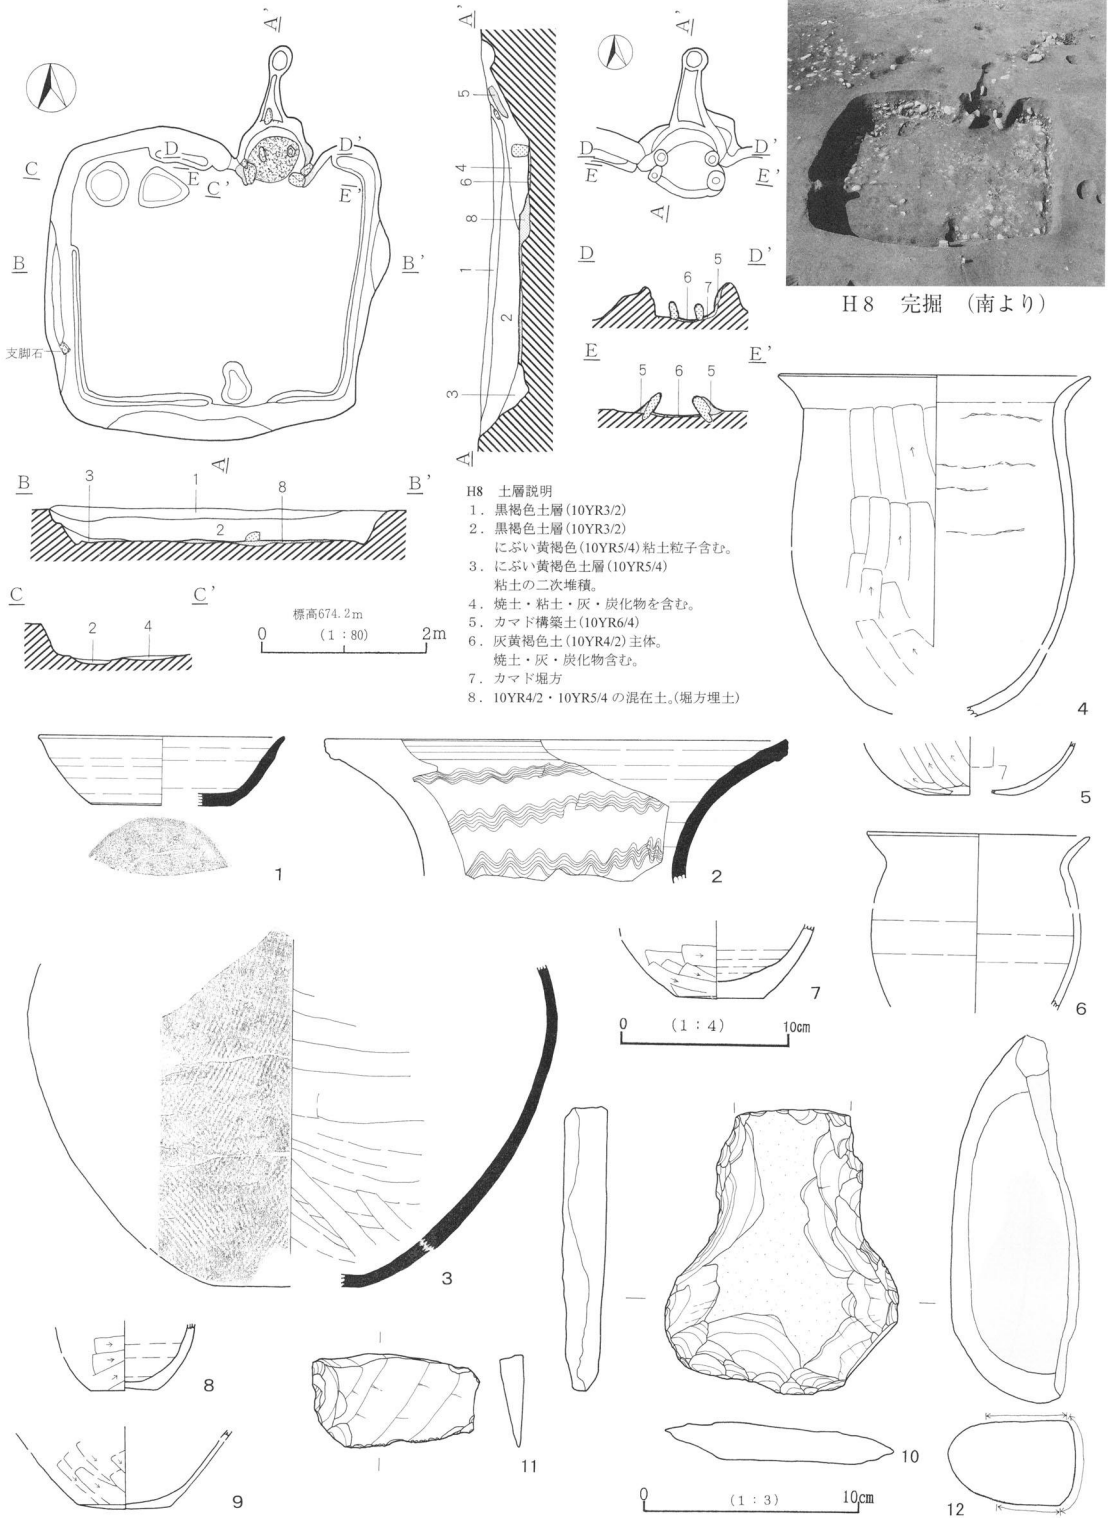 A'
C
D
D'
E
C'
E'
B
B'
支脚石
A
A'
5
4
6
8
1
2
3
A
A'
D
D'
E
E'
A
D
D'
5
6
7
E
E'
5
6
5
H8 完掘 (南より)
B
B'
3
1
8
2
C
C'
2
4
標高674.2m
0 (1:80) 2m
H8 土層説明
1. 黒褐色土層(10YR3/2)
2. 黒褐色土層(10YR3/2)
にぶい黄褐色(10YR5/4)粘土粒子含む。
3. にぶい黄褐色土層(10YR5/4)
粘土の二次堆積。
4. 焼土・粘土・灰・炭化物を含む。
5. カマド構築土(10YR6/4)
6. 灰黄褐色土(10YR4/2)主体。
焼土・灰・炭化物含む。
7. カマド堀方
8. 10YR4/2・10YR5/4の混在土。(堀方埋土)
4
1
2
5
6
7
0 (1:4) 10cm
3
8
9
11
10
12
0 (1:3) 10cm